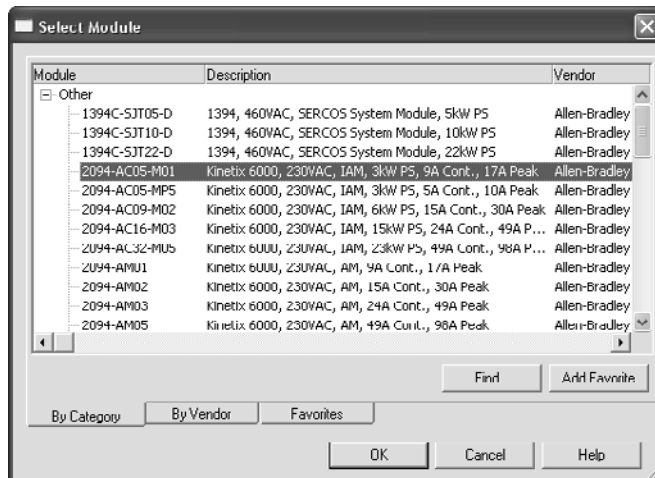 Select Module
Module Description Vendor
Other
1394C-SJT05-D 1394, 460VAC, SERCOS System Module, 5kW PS Allen-Bradley
1394C-SJT10-D 1394, 460VAC, SERCOS System Module, 10kW PS Allen-Bradley
1394C-SJT22-D 1394, 460VAC, SERCOS System Module, 22kW PS Allen-Bradley
2094-AC05-M01 Kinetix 6000, 230VAC, IAM, 3kW PS, 9A Cont., 17A Peak Allen-Bradley
2094-AC05-MP5 Kinetix 6000, 230VAC, IAM, 3kW PS, 5A Cont., 10A Peak Allen-Bradley
2094-AC09-M02 Kinetix 6000, 230VAC, IAM, 6kW PS, 15A Cont., 30A Peak Allen-Bradley
2094-AC16-M03 Kinetix 6000, 230VAC, IAM, 15kW PS, 24A Cont., 49A P... Allen-Bradley
2094-AC32-M05 Kinetix 6000, 230VAC, IAM, 23kW PS, 49A Cont., 98A P... Allen-Bradley
2094-AM01 Kinetix 6000, 230VAC, AM, 9A Cont., 17A Peak Allen-Bradley
2094-AM02 Kinetix 6000, 230VAC, AM, 15A Cont., 30A Peak Allen-Bradley
2094-AM03 Kinetix 6000, 230VAC, AM, 24A Cont., 49A Peak Allen-Bradley
2094-AM05 Kinetix 6000, 230VAC, AM, 49A Cont., 98A Peak Allen-Bradley
Find Add Favorite
By Category By Vendor Favorites
OK Cancel Help